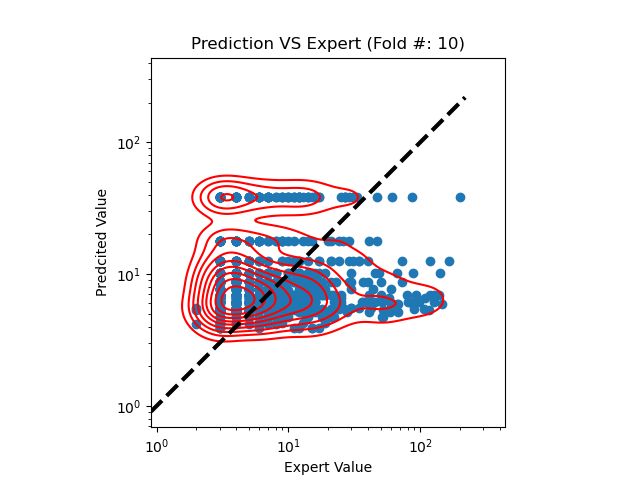 Prediction VS Expert (Fold #: 10)
Predcited Value
10²
10¹
10⁰
10⁰ 10¹ 10²
Expert Value